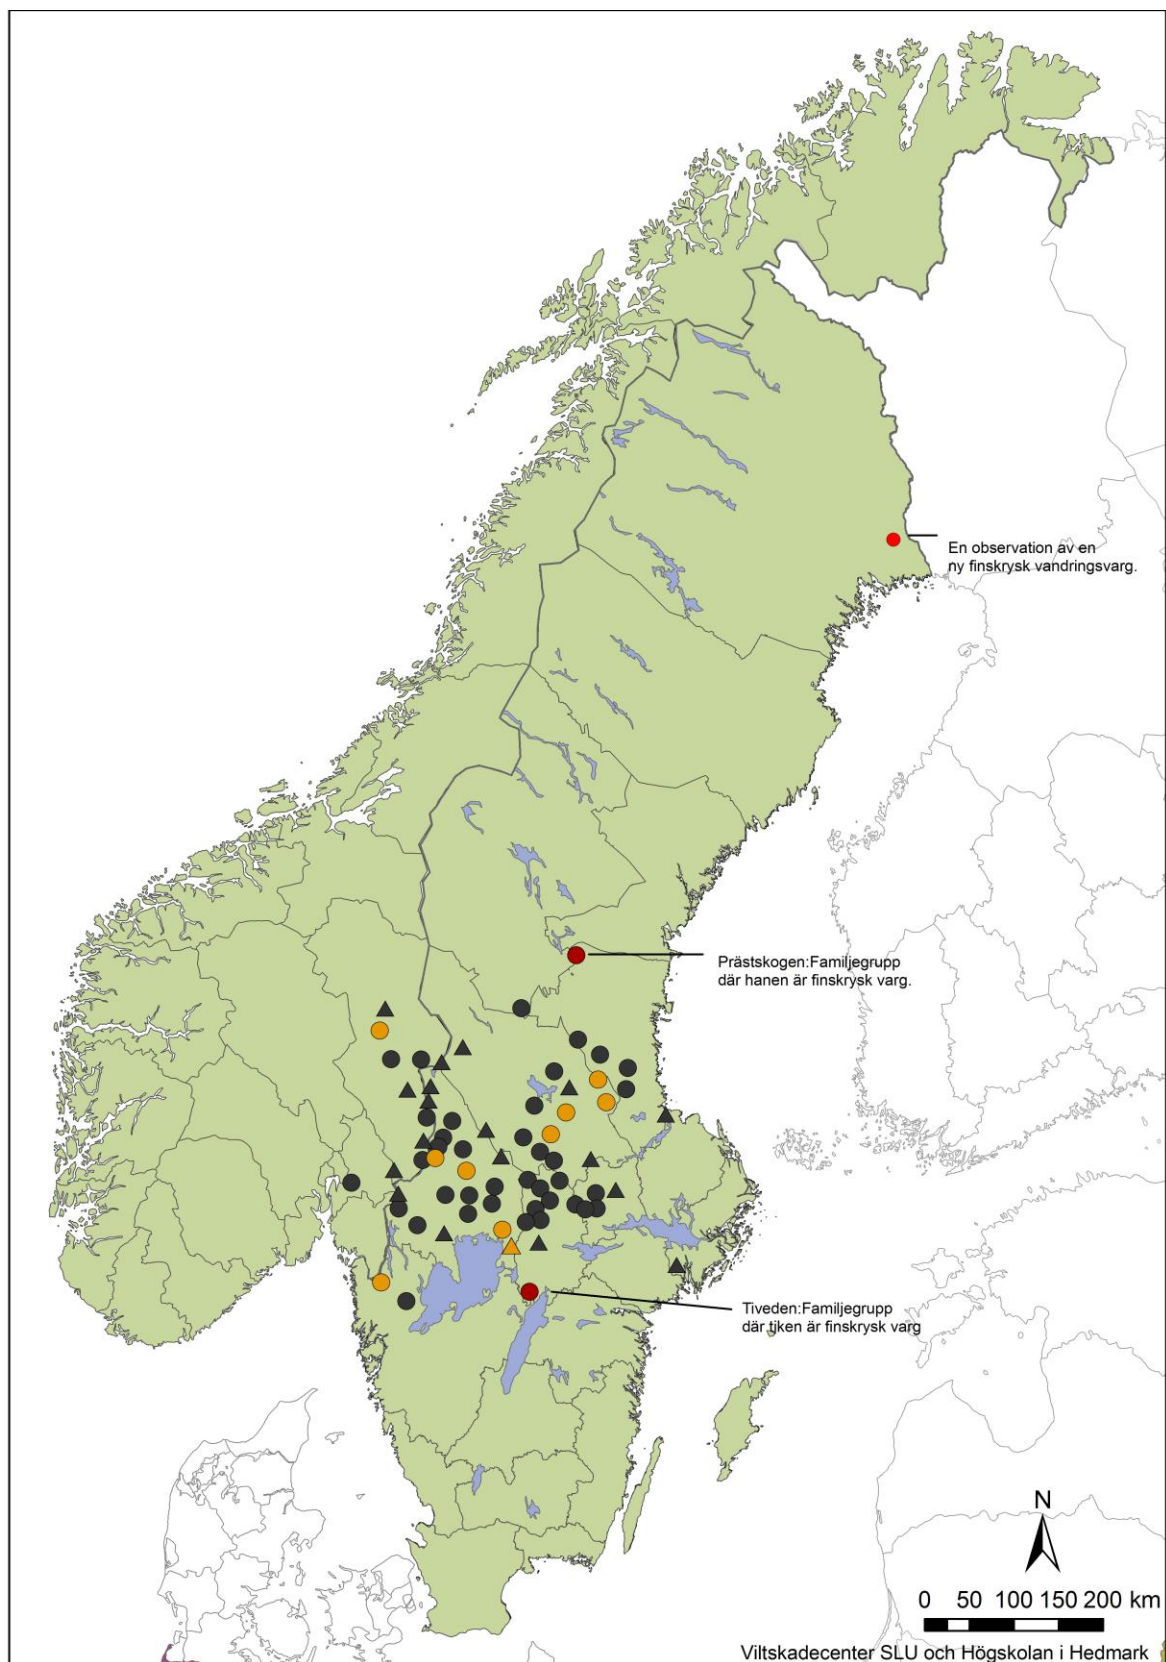 En observation av en
ny finskrysk vandringsvarg.
Prästskogen:Familjegrupp
där hanen är finskrysk varg.
Tiveden:Familjegrupp
där tiken är finskrysk varg
N
0 50 100 150 200 km
Viltskadecenter SLU och Högskolan i Hedmark